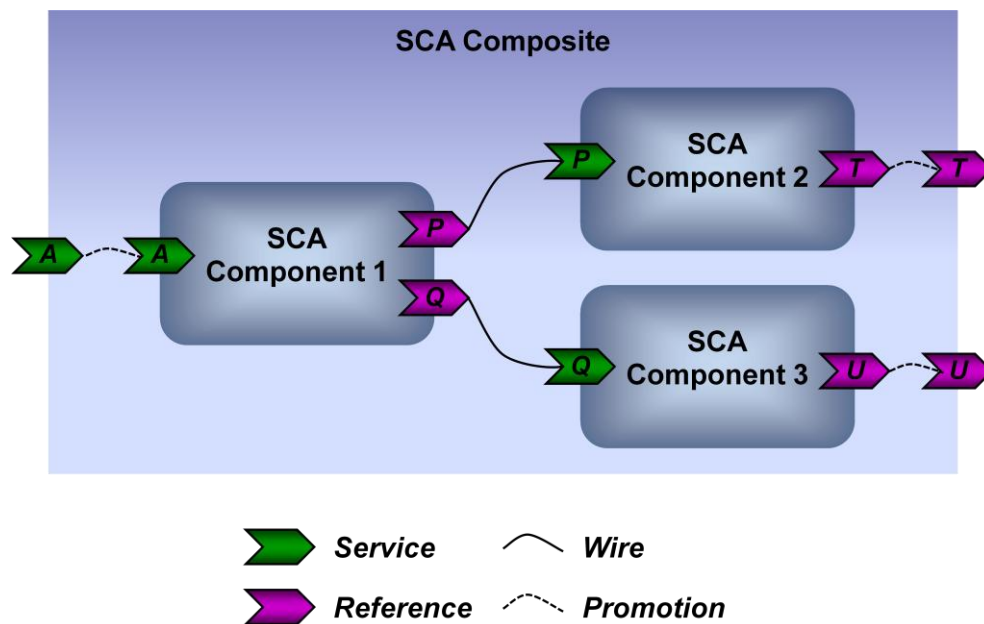 SCA Composite
SCA
Component 1
A
A
P
Q
P
SCA
Component 2
T
T
Q
SCA
Component 3
U
U
Service
Wire
Reference
Promotion